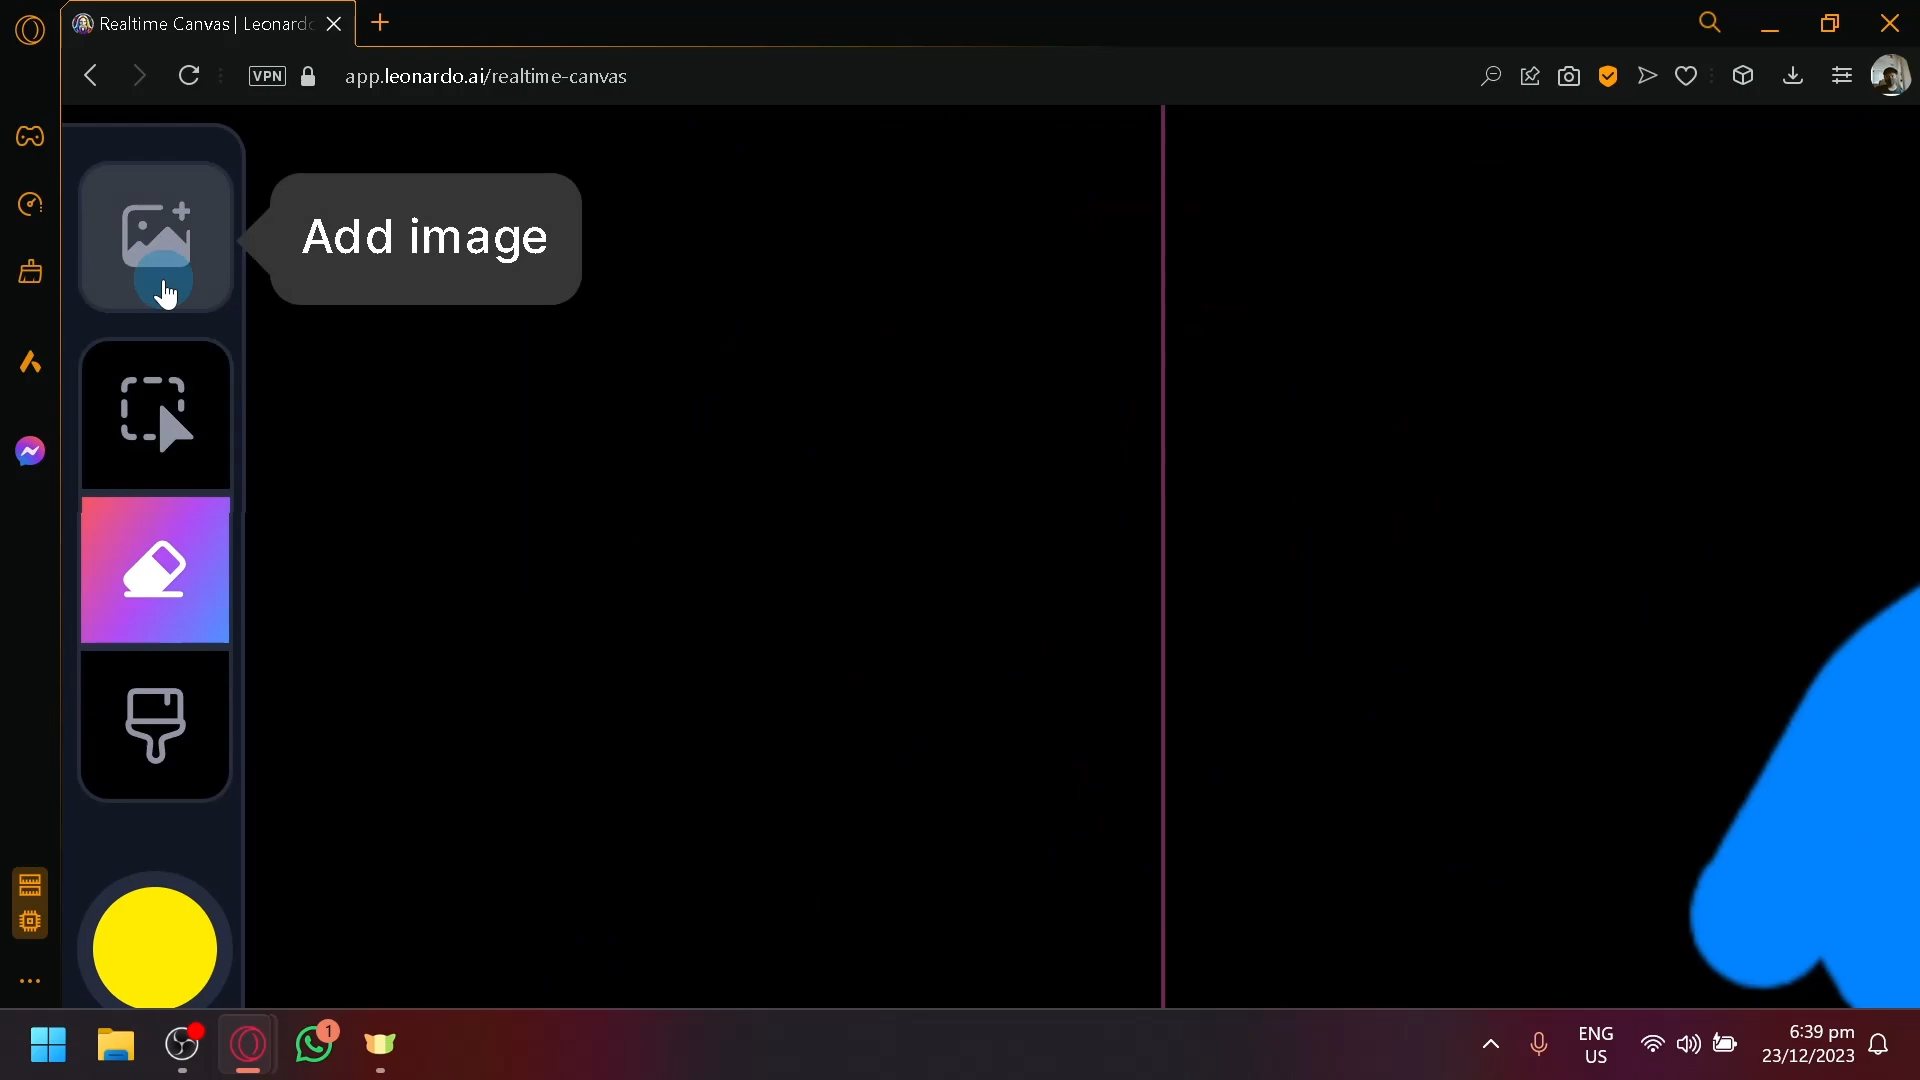 Realtime Canvas | Leonardo
VPN
app.leonardo.ai/realtime-canvas
Add image
1
ENG
US
6:39 pm
23/12/2023